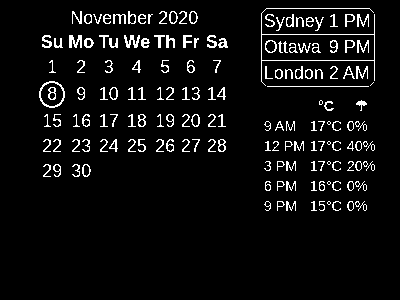 November 2020
Su Mo Tu We Th Fr Sa
1 2 3 4 5 6 7
8 9 10 11 12 13 14
15 16 17 18 19 20 21
22 23 24 25 26 27 28
29 30
Sydney 1 PM
Ottawa 9 PM
London 2 AM
°C ☂
9 AM 17°C 0%
12 PM 17°C 40%
3 PM 17°C 20%
6 PM 16°C 0%
9 PM 15°C 0%